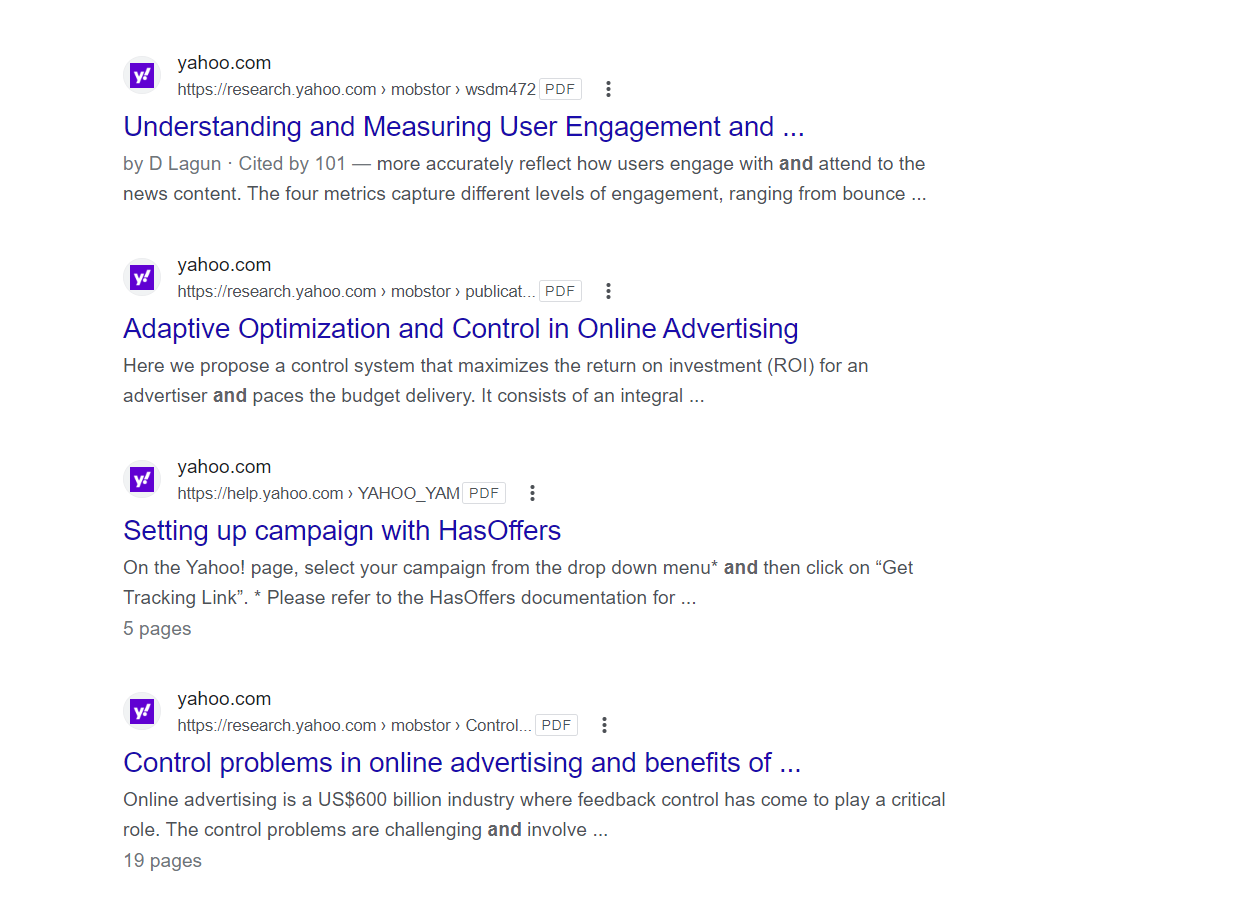 yahoo.com
https://research.yahoo.com › mobstor › wsdm472 PDF
Understanding and Measuring User Engagement and ...
by D Lagun · Cited by 101 — more accurately reflect how users engage with and attend to the
news content. The four metrics capture different levels of engagement, ranging from bounce ...
yahoo.com
https://research.yahoo.com › mobstor › publicat... PDF
Adaptive Optimization and Control in Online Advertising
Here we propose a control system that maximizes the return on investment (ROI) for an
advertiser and paces the budget delivery. It consists of an integral ...
yahoo.com
https://help.yahoo.com › YAHOO_YAM PDF
Setting up campaign with HasOffers
On the Yahoo! page, select your campaign from the drop down menu* and then click on “Get
Tracking Link”. * Please refer to the HasOffers documentation for ...
5 pages
yahoo.com
https://research.yahoo.com › mobstor › Control... PDF
Control problems in online advertising and benefits of ...
Online advertising is a US$600 billion industry where feedback control has come to play a critical
role. The control problems are challenging and involve ...
19 pages